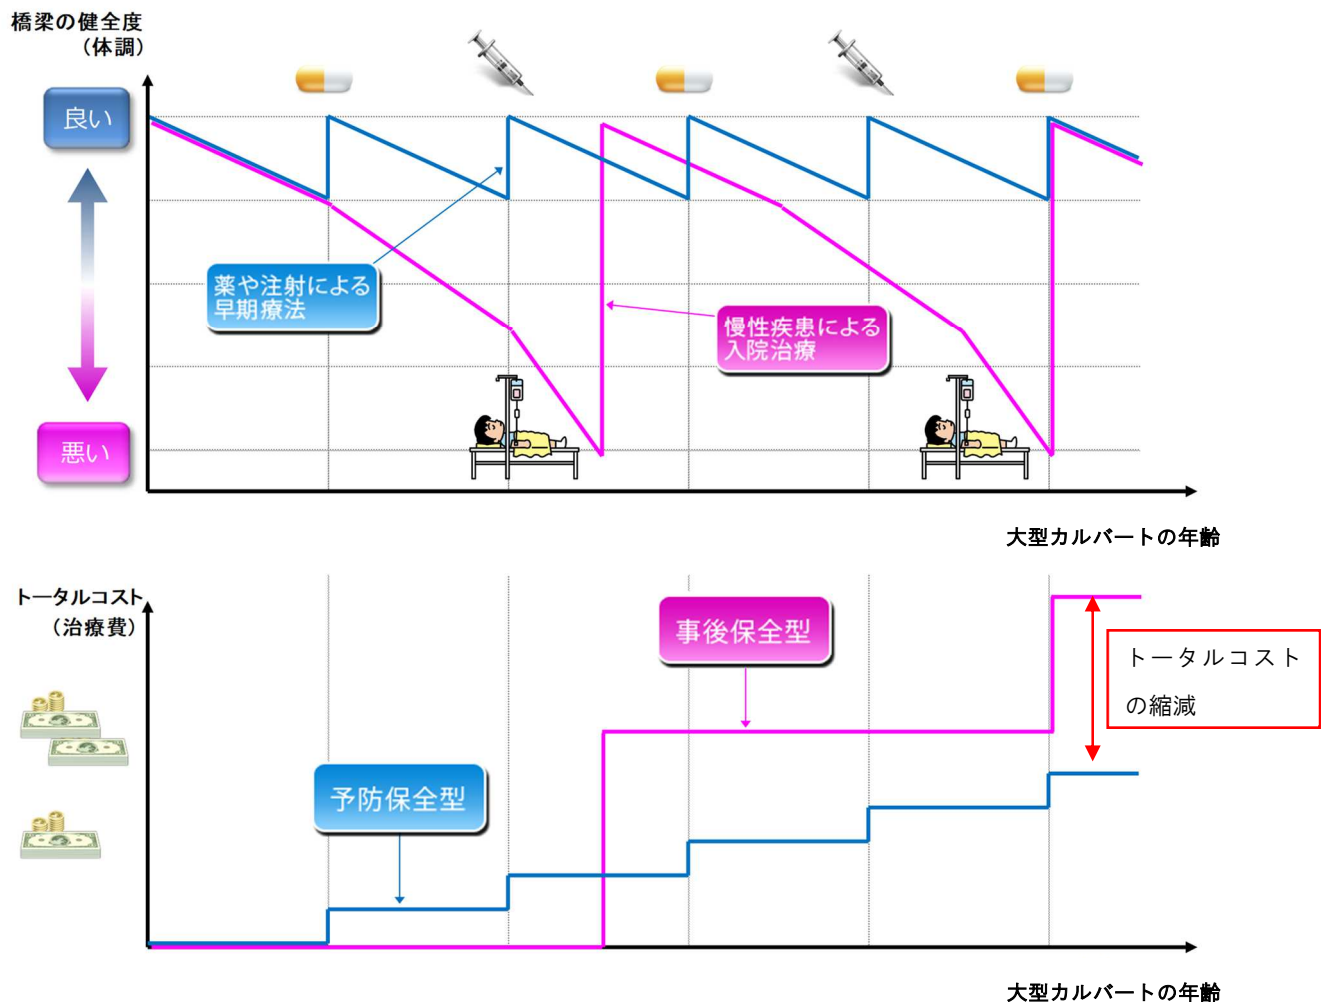 橋梁の健全度
（体調）
良い
薬や注射による
早期療法
慢性疾患による
入院治療
悪い
大型カルバートの年齢
トータルコスト
（治療費）
事後保全型
トータルコスト
の縮減
予防保全型
大型カルバートの年齢